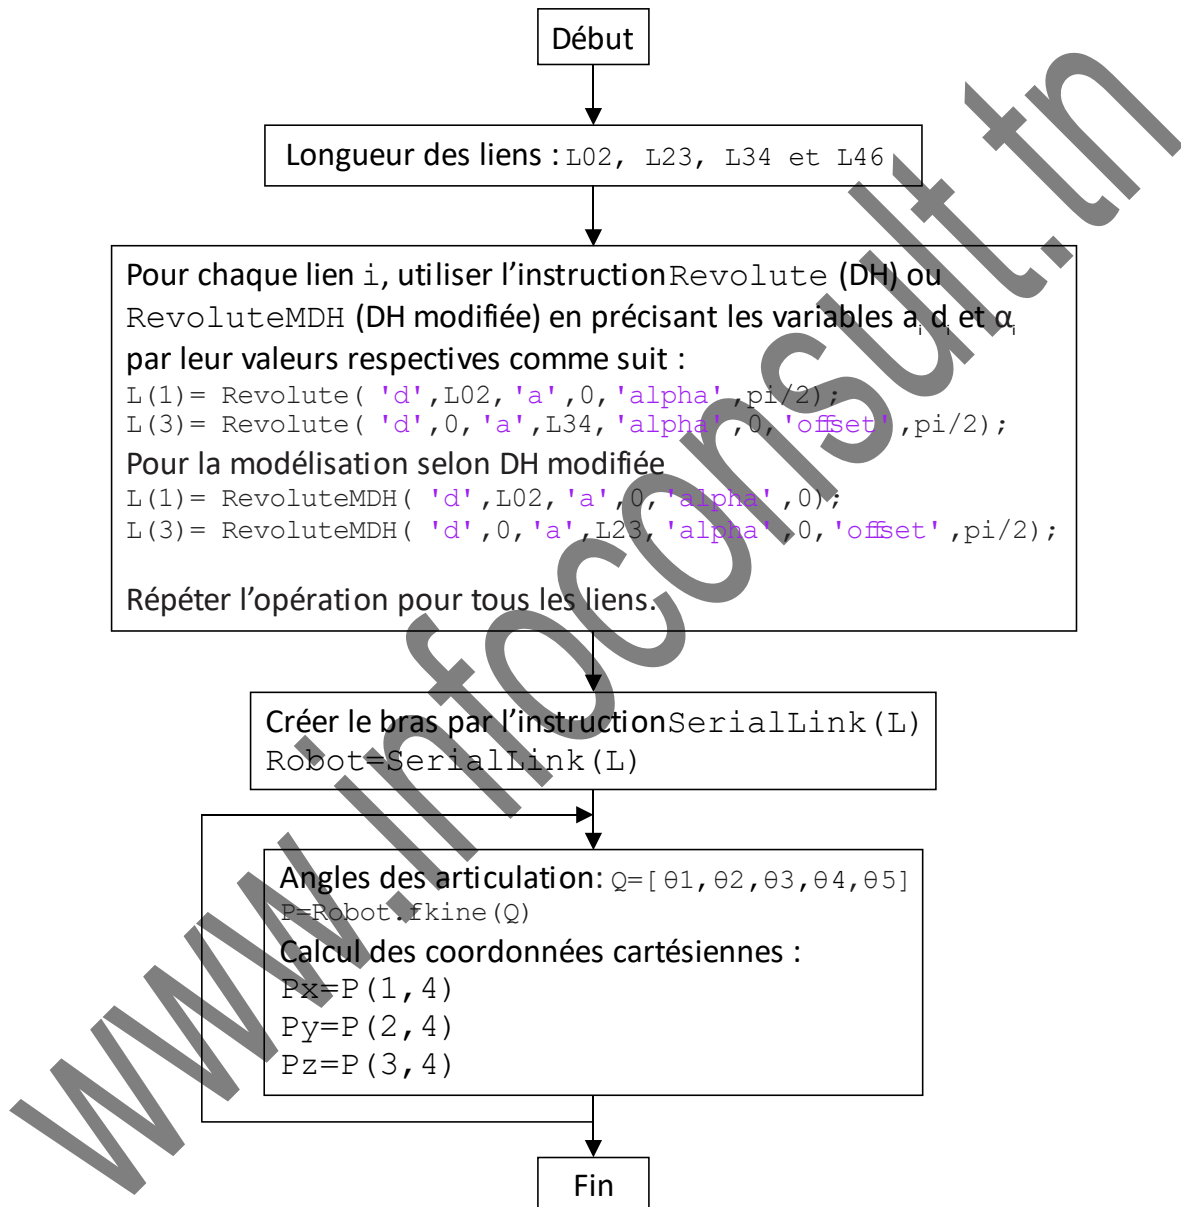 Début
Longueur des liens : L02, L23, L34 et L46
Pour chaque lien i, utiliser l'instruction Revolute (DH) ou
RevoluteMDH (DH modifiée) en précisant les variables ai di et αi
par leur valeurs respectives comme suit :
L(1)= Revolute( 'd',L02,'a',0,'alpha',pi/2);
L(3)= Revolute( 'd',0,'a',L34,'alpha',0,'offset',pi/2);
Pour la modélisation selon DH modifiée
L(1)= RevoluteMDH( 'd',L02,'a',0,'alpha',0);
L(3)= RevoluteMDH( 'd',0,'a',L23,'alpha',0,'offset',pi/2);
Répéter l'opération pour tous les liens.
Créer le bras par l'instruction SerialLink(L)
Robot=SerialLink(L)
Angles des articulation: Q=[θ1,θ2,θ3,θ4,θ5]
P=Robot.fkine(Q)
Calcul des coordonnées cartésiennes :
Px=P(1,4)
Py=P(2,4)
Pz=P(3,4)
Fin
www.infoconsult.tn